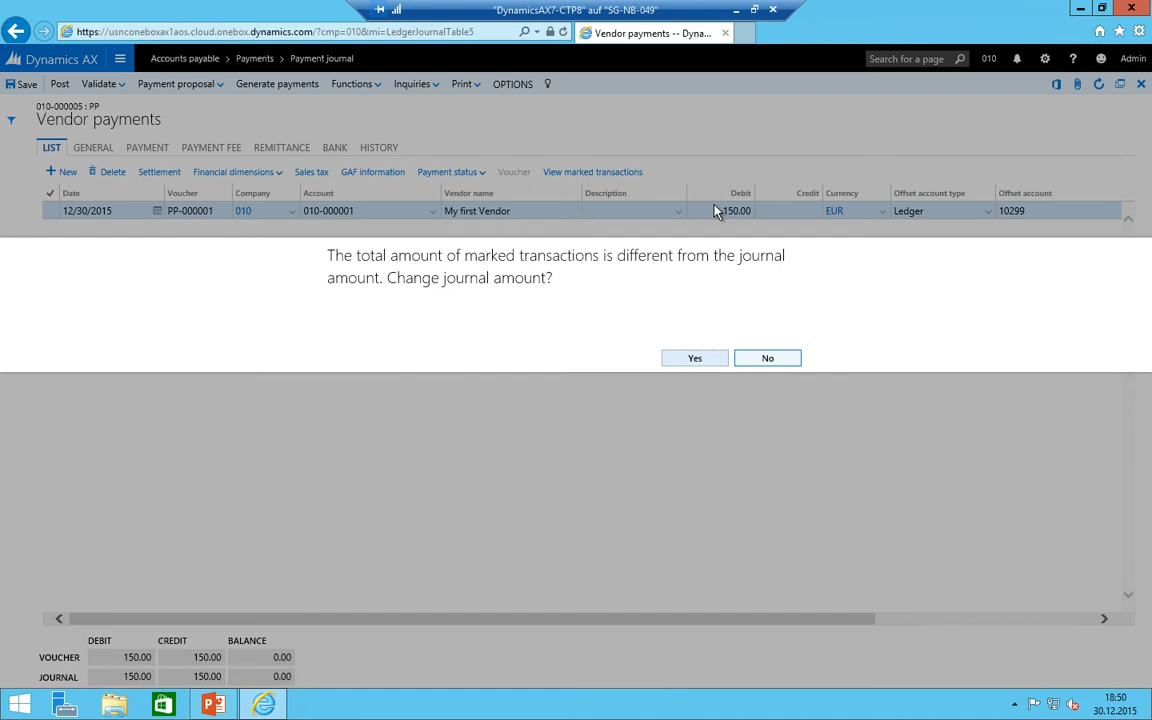 "DynamicsAX7-CTP8" auf "SG-NB-049"
https://usnconeboxax1aos.cloud.onebox.dynamics.com/?cmp=010&mi=LedgerJournalTable5
Vendor payments -- Dyna...
Dynamics AX
Accounts payable > Payments > Payment journal
Search for a page
010
Admin
Save Post Validate Payment proposal Generate payments Functions Inquiries Print OPTIONS
010-000005 : PP
Vendor payments
LIST GENERAL PAYMENT PAYMENT FEE REMITTANCE BANK HISTORY
New Delete Settlement Financial dimensions Sales tax GAF information Payment status Voucher View marked transactions
Date Voucher Company Account Vendor name Description Debit Credit Currency Offset account type Offset account
12/30/2015 PP-000001 010 010-000001 My first Vendor 150.00 EUR Ledger 10299
The total amount of marked transactions is different from the journal
amount. Change journal amount?
Yes No
DEBIT CREDIT BALANCE
VOUCHER 150.00 150.00 0.00
JOURNAL 150.00 150.00 0.00
18:50
30.12.2015